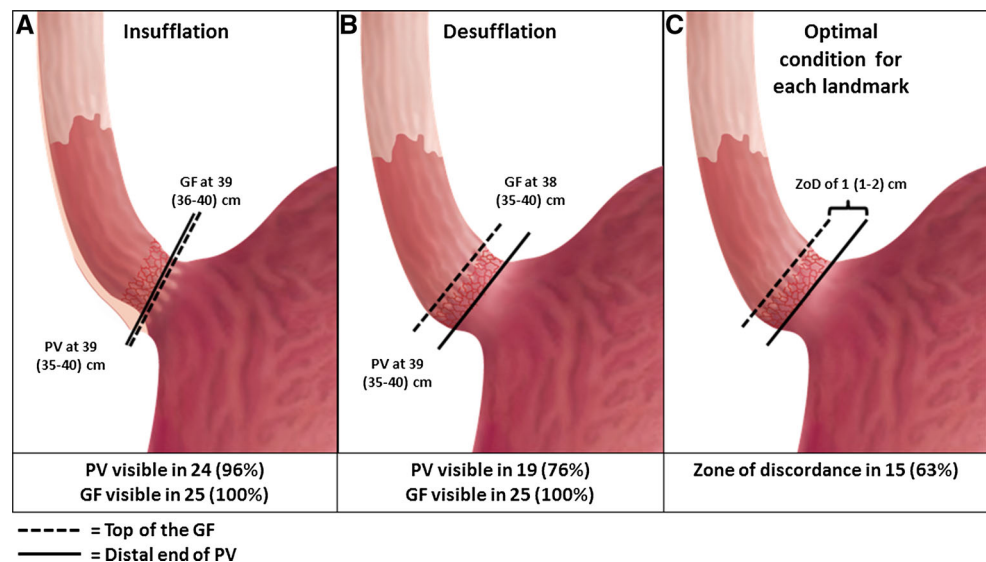 A
Insufflation
GF at 39
(36-40) cm
PV at 39
(35-40) cm
PV visible in 24 (96%)
GF visible in 25 (100%)
B
Desufflation
GF at 38
(35-40) cm
PV at 39
(35-40) cm
PV visible in 19 (76%)
GF visible in 25 (100%)
C
Optimal
condition for
each landmark
ZoD of 1 (1-2) cm
Zone of discordance in 15 (63%)
= Top of the GF
= Distal end of PV